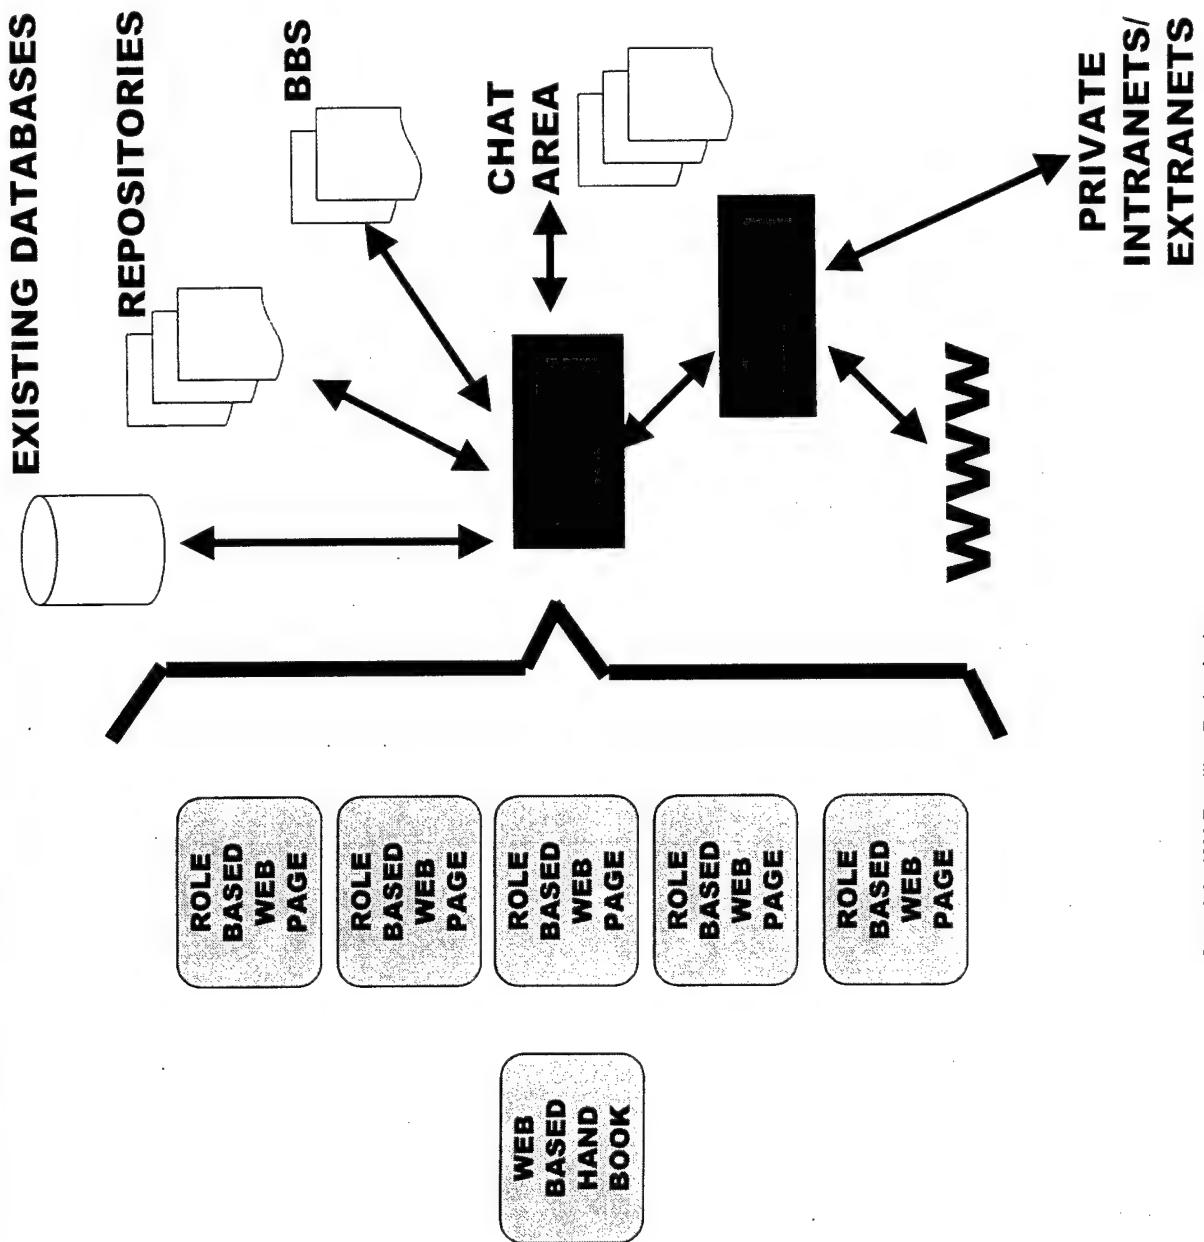 EXISTING DATABASES
REPOSITORIES
BBS
CHAT
AREA
PRIVATE
INTRANETS/
EXTRANETS
WWW
ROLE
BASED
WEB
PAGE
ROLE
BASED
WEB
PAGE
ROLE
BASED
WEB
PAGE
ROLE
BASED
WEB
PAGE
ROLE
BASED
WEB
PAGE
WEB
BASED
HAND
BOOK